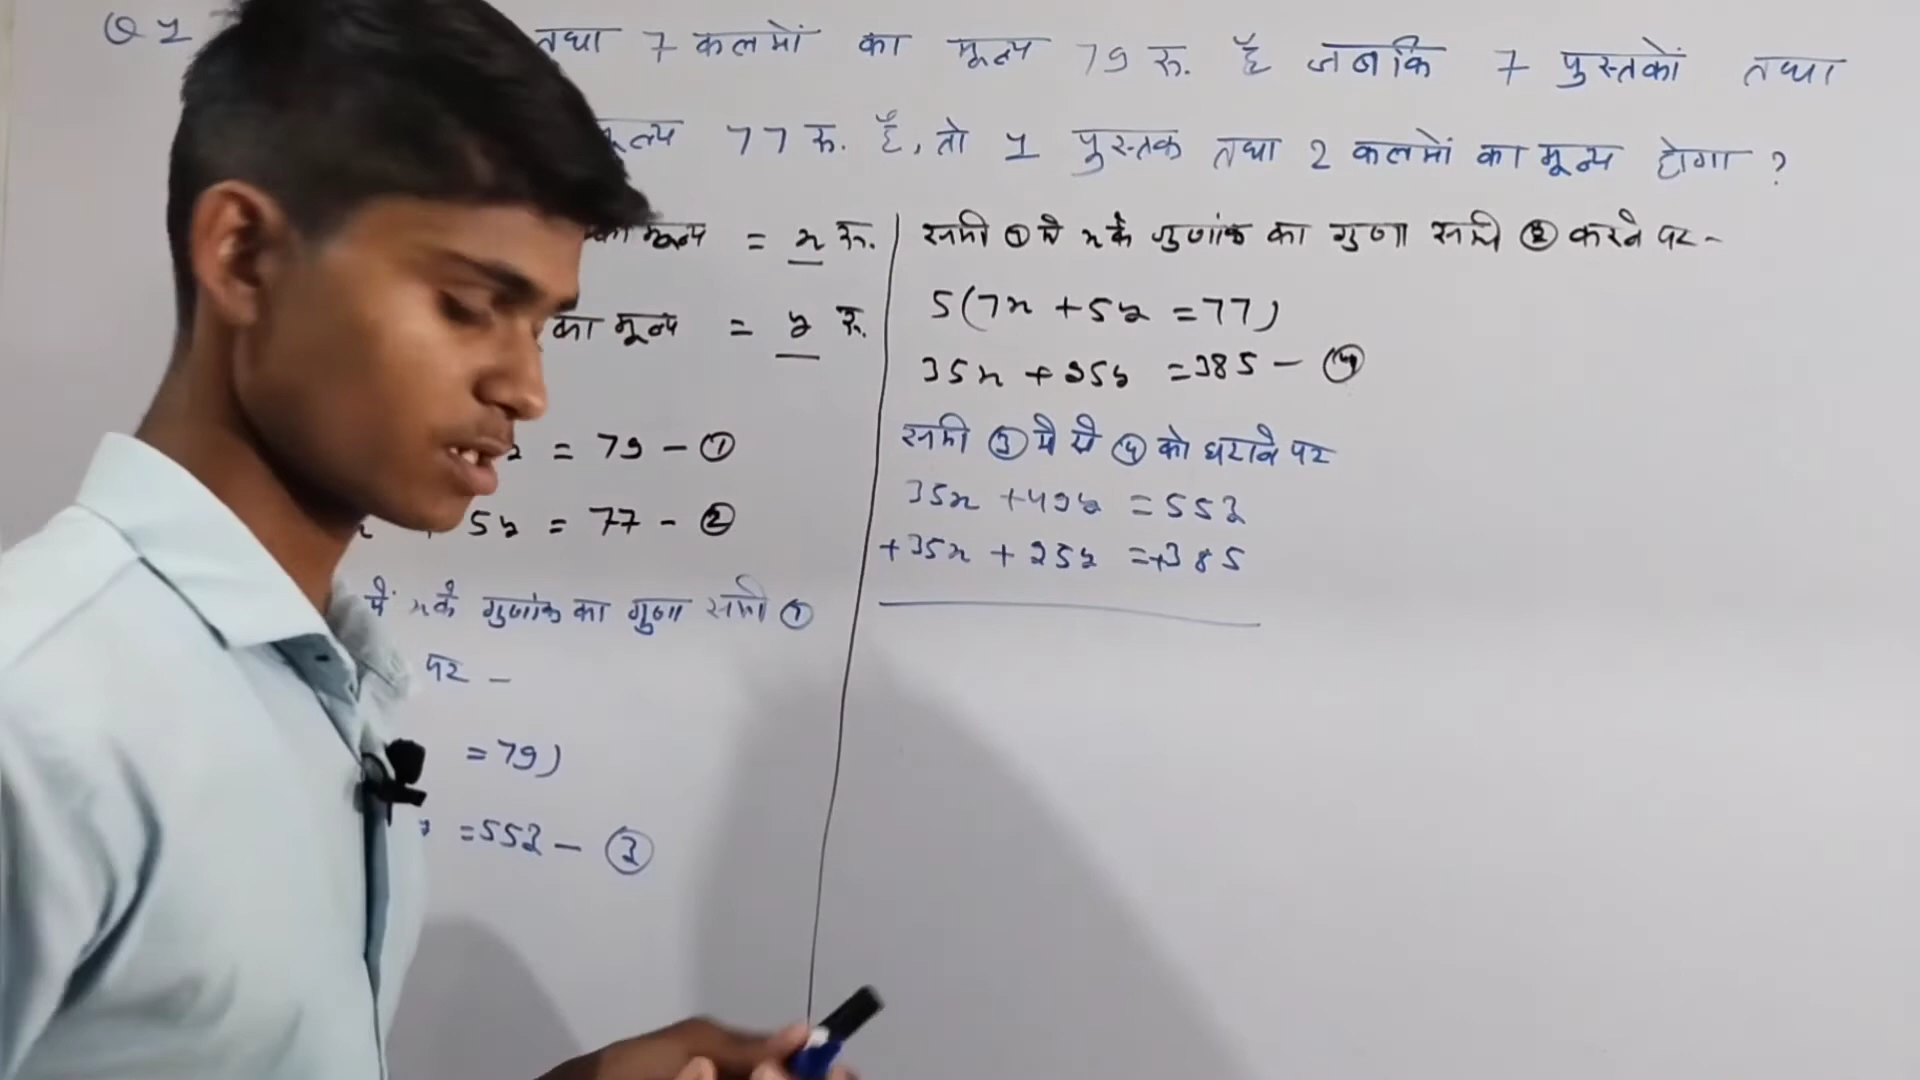 Q 1 तथा 7 कलमों का मूल्य 79 रु. है जबकि 7 पुस्तकों तथा
मूल्य 77 रु. है, तो 1 पुस्तक तथा 2 कलमों का मूल्य होगा ?
का मूल्य = x रु.
का मूल्य = y रु.
= 79 - ①
5y = 77 - ②
में x के गुणांक का गुणा समी ①
पर -
= 79)
= 553 - ③
समी ① में x के गुणांक का गुणा समी ② करने पर -
5(7x + 5y = 77)
35x + 25y = 385 - ④
समी ③ में से ④ को घटाने पर
35x + 49y = 553
+35x + 25y = +385